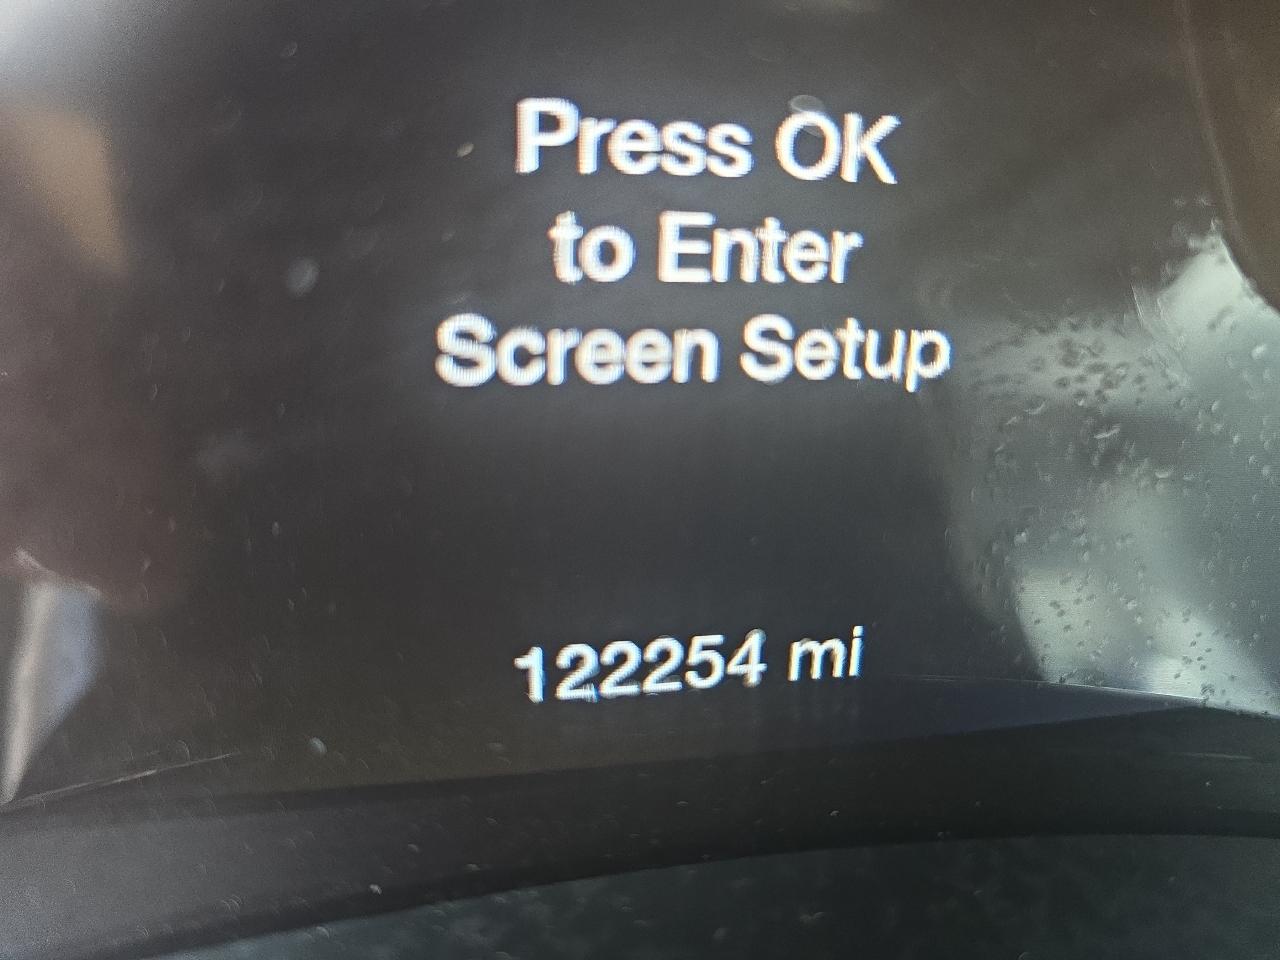 Press OK
to Enter
Screen Setup
122254 mi